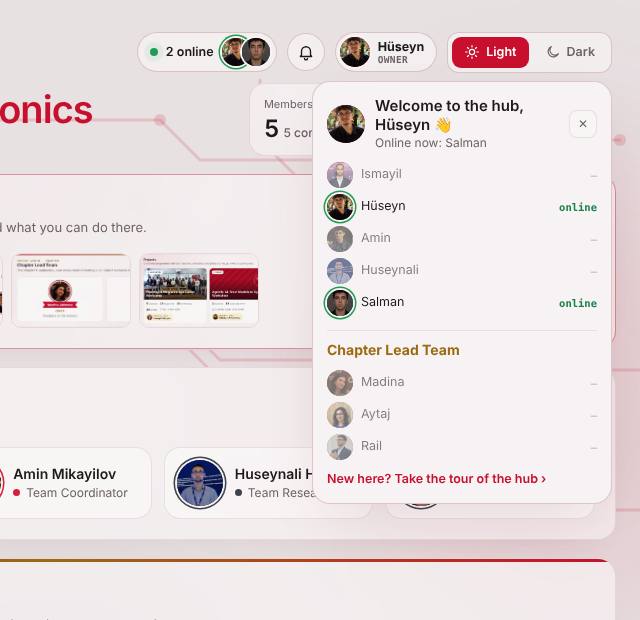 2 online
Hüseyn
OWNER
Light
Dark
onics
Members
5 5 cor
Welcome to the hub,
Hüseyn 👋
Online now: Salman
×
Ismayil –
Hüseyn online
Amin –
Huseynali –
Salman online
d what you can do there.
Chapter Lead Team
Chapter Lead Team
Madina –
Aytaj –
Rail –
New here? Take the tour of the hub ›
Amin Mikayilov
Team Coordinator
Huseynali H
Team Resea